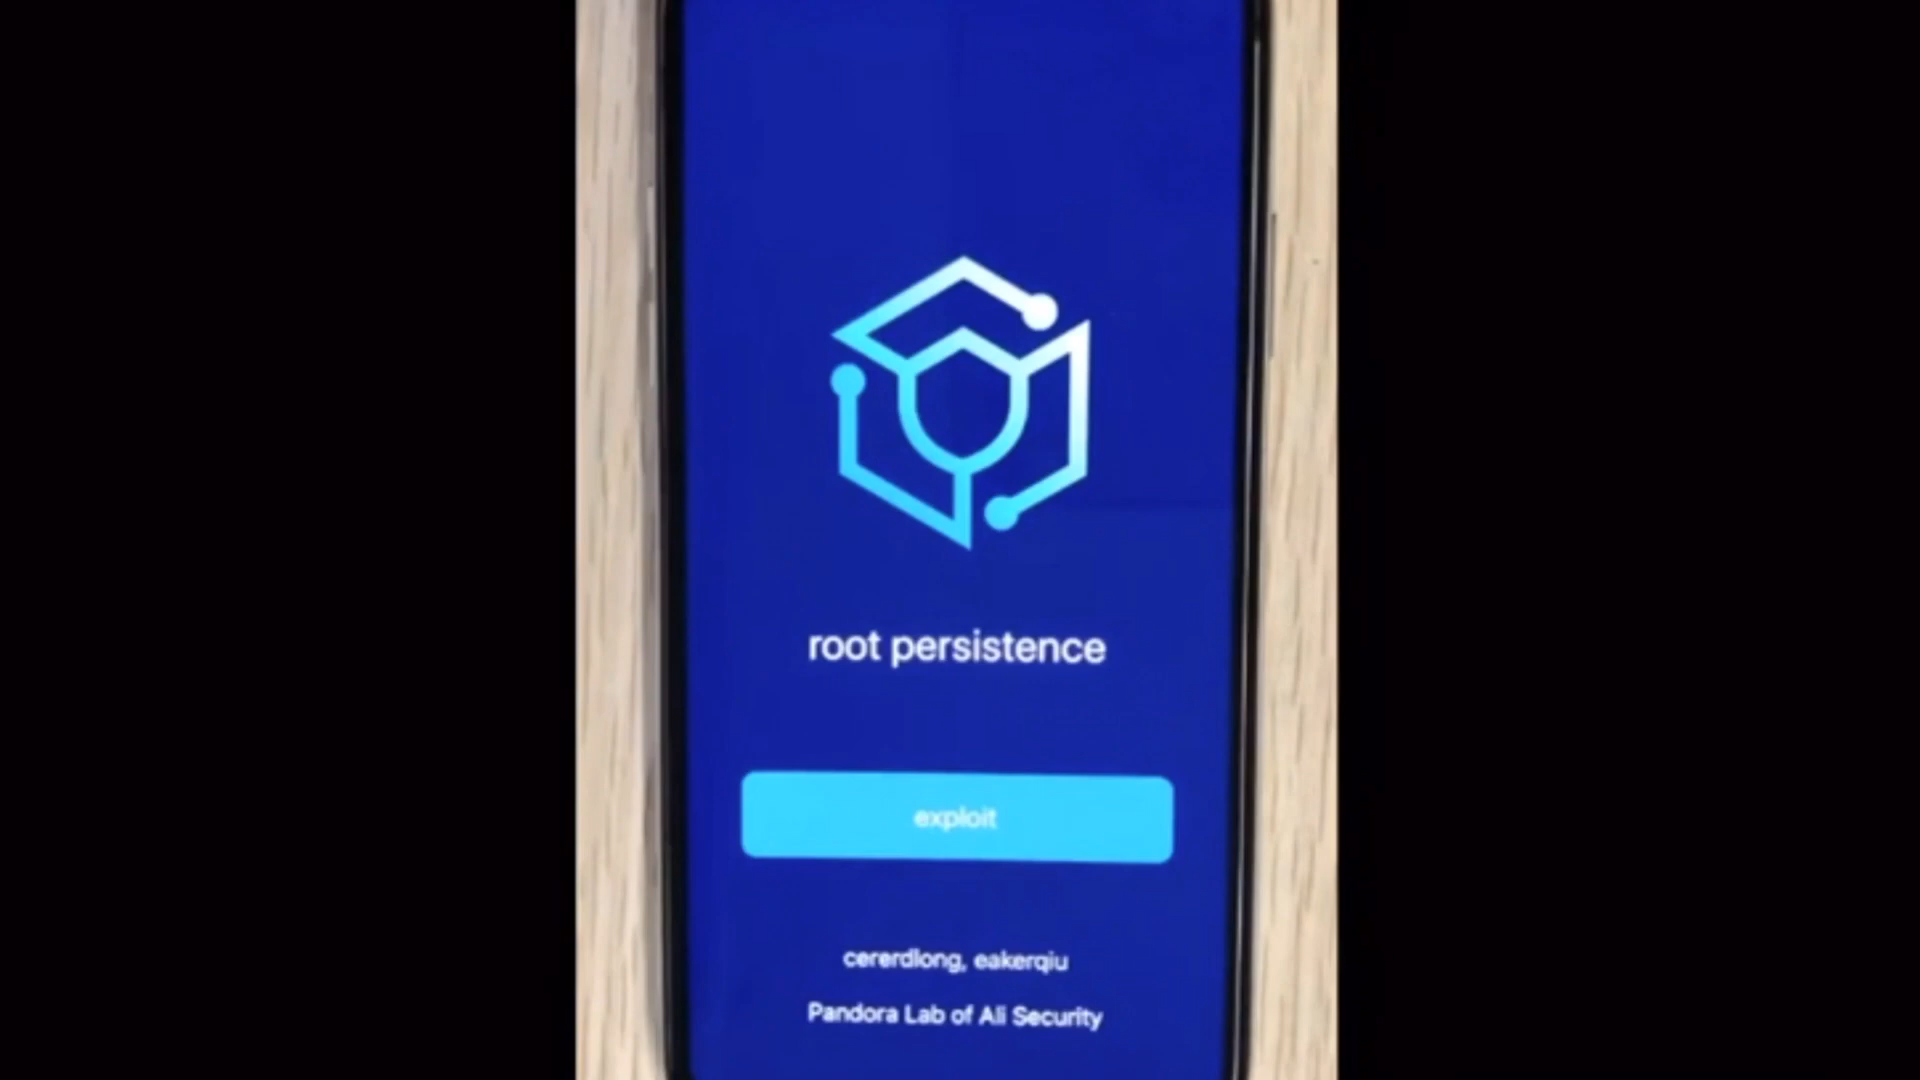 root persistence
exploit
cererdlong, eakerqiu
Pandora Lab of Ali Security